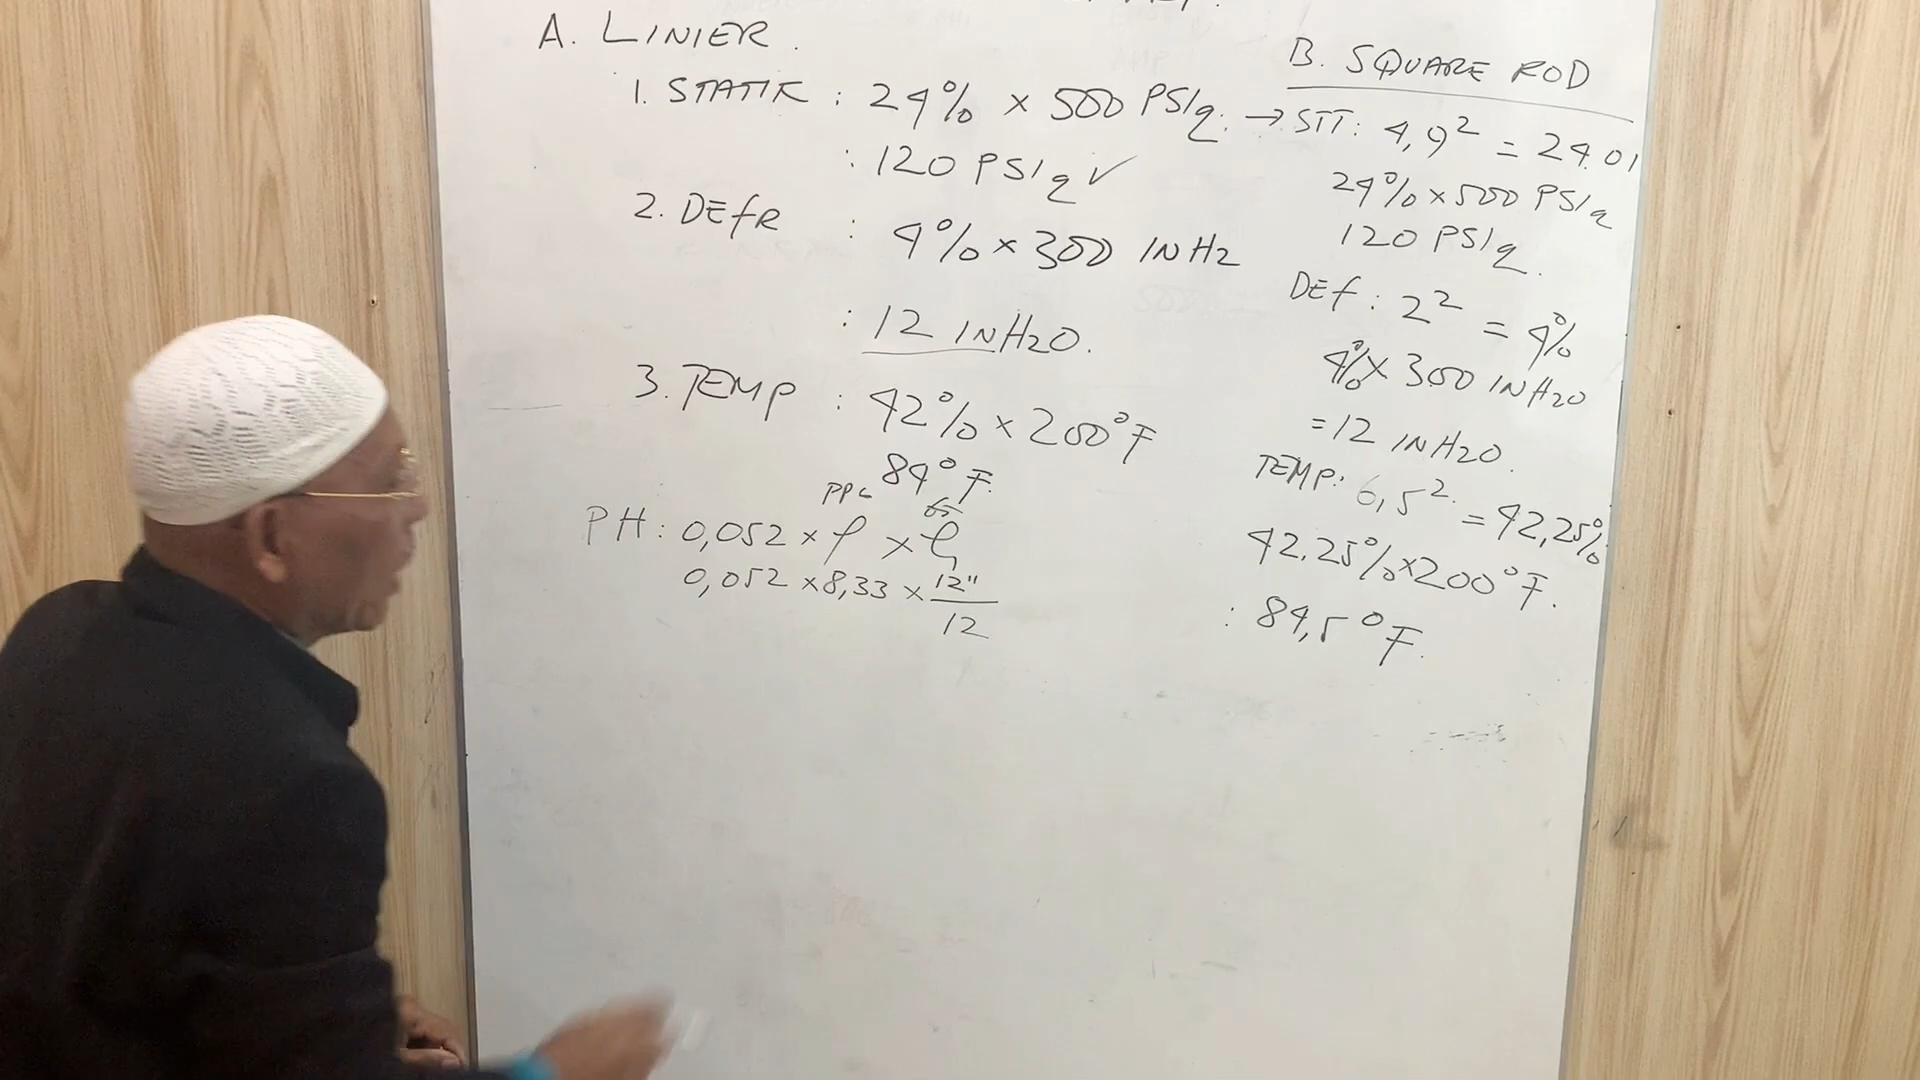 A. LINIER.
1. STATIK : 24% × 500 PSIg.
: 120 PSIg ✓
2. DEfR : 4% × 300 INH2
: 12 INH2O.
3. TEMP : 42% × 200°F
84°F.
PPG
PH : 0,052 × ρ × h
0,052 × 8,33 × 12"/12
B. SQUARE ROD
→ STT: 4,9² = 24.01
24% × 500 PSIg
120 PSIg.
DEf : 2² = 4%
4% × 300 INH2O
= 12 INH2O.
TEMP: 6,5² = 42,25%
42.25% × 200°F.
: 84,5°F.